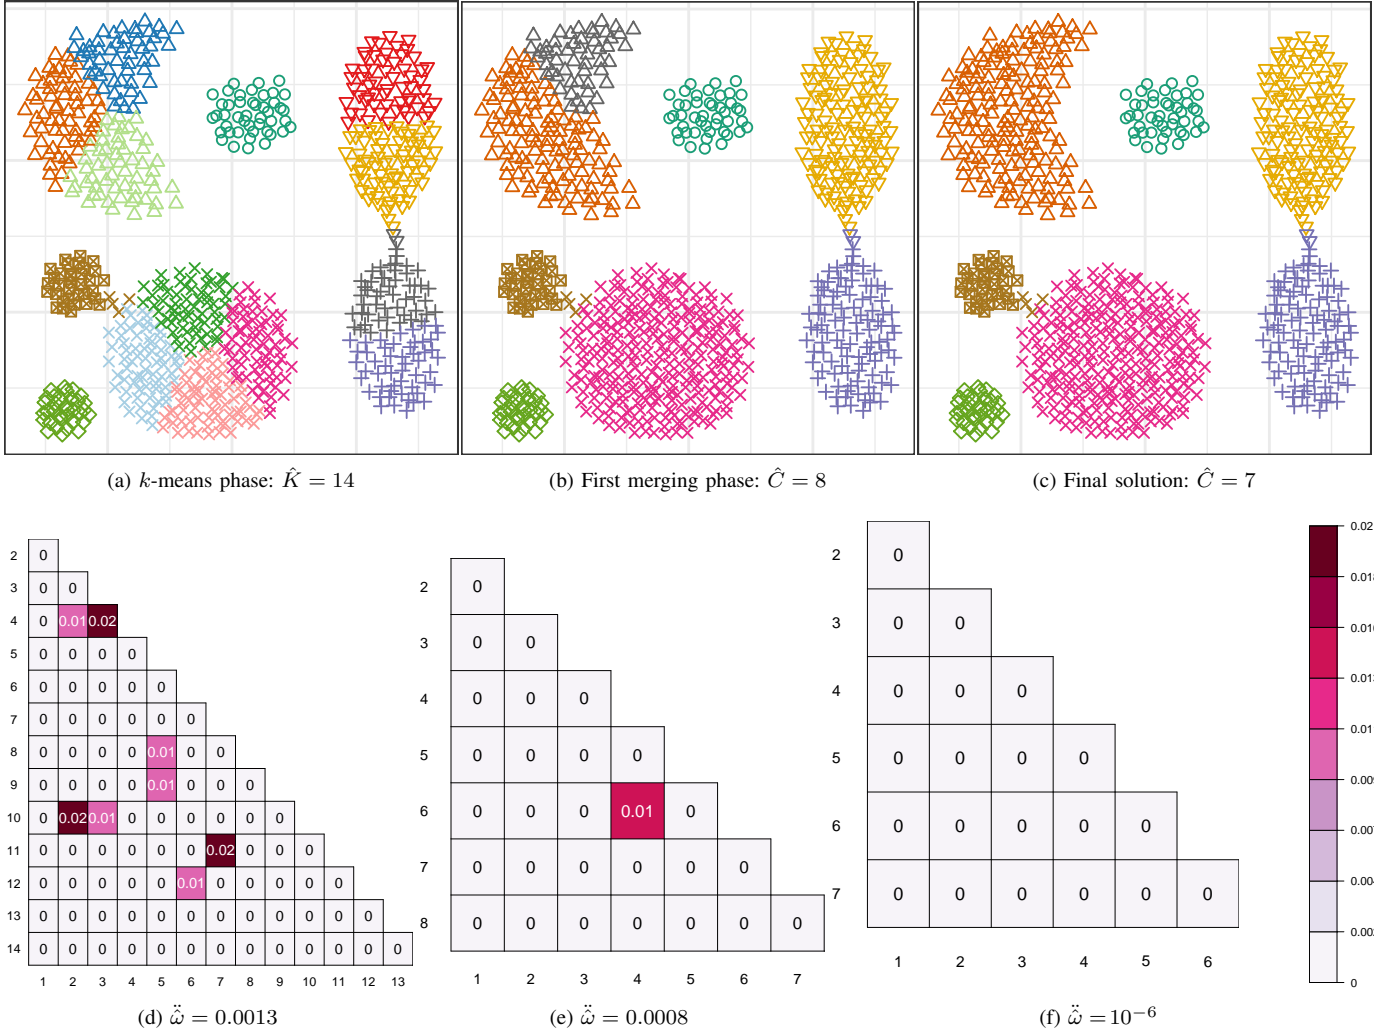 (a) k-means phase: K̂ = 14
(b) First merging phase: Ĉ = 8
(c) Final solution: Ĉ = 7
2 0
3 0 0
4 0 0.01 0.02
5 0 0 0 0
6 0 0 0 0 0
7 0 0 0 0 0 0
8 0 0 0 0 0.01 0 0
9 0 0 0 0 0.01 0 0 0
10 0 0.02 0.01 0 0 0 0 0 0
11 0 0 0 0 0 0 0.02 0 0 0
12 0 0 0 0 0 0.01 0 0 0 0 0
13 0 0 0 0 0 0 0 0 0 0 0 0
14 0 0 0 0 0 0 0 0 0 0 0 0 0
1 2 3 4 5 6 7 8 9 10 11 12 13
(d) ω̂̈ = 0.0013
2 0
3 0 0
4 0 0 0
5 0 0 0 0
6 0 0 0 0.01 0
7 0 0 0 0 0 0
8 0 0 0 0 0 0 0
1 2 3 4 5 6 7
(e) ω̂̈ = 0.0008
2 0
3 0 0
4 0 0 0
5 0 0 0 0
6 0 0 0 0 0
7 0 0 0 0 0 0
1 2 3 4 5 6
(f) ω̂̈ = 10⁻⁶
0.02
0